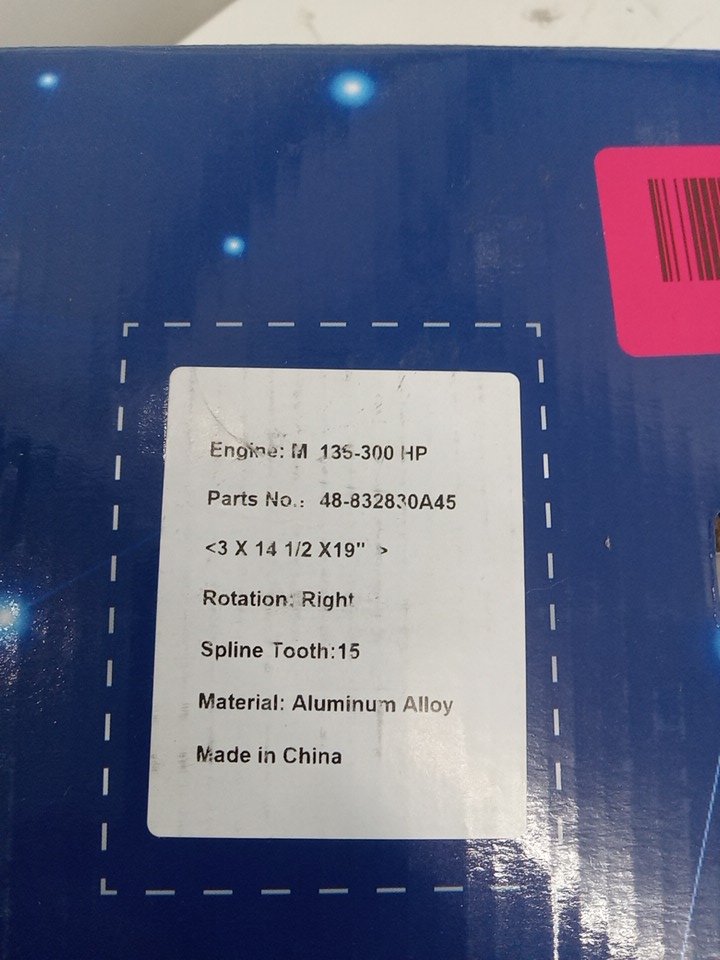 Engine: M 135-300 HP
Parts No.: 48-832830A45
<3 X 14 1/2 X19" >
Rotation: Right
Spline Tooth:15
Material: Aluminum Alloy
Made in China